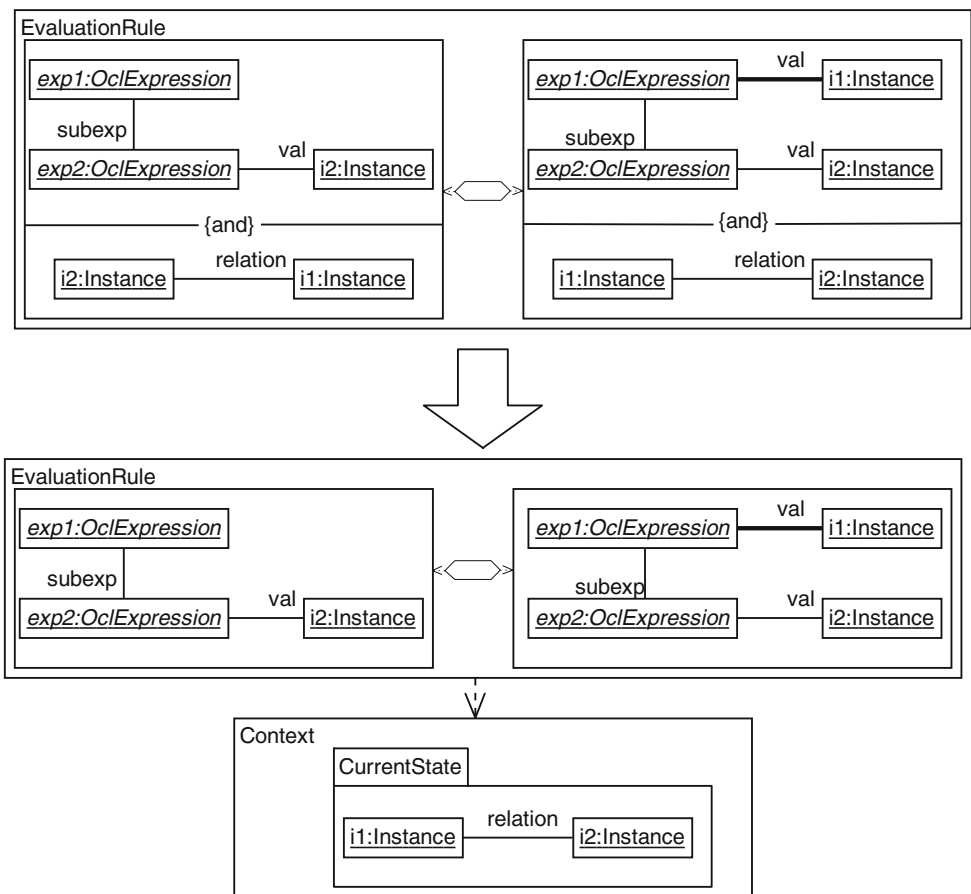 EvaluationRule
exp1:OclExpression
subexp
exp2:OclExpression
val
i2:Instance
{and}
i2:Instance
relation
i1:Instance
exp1:OclExpression
val
i1:Instance
subexp
exp2:OclExpression
val
i2:Instance
{and}
i1:Instance
relation
i2:Instance
EvaluationRule
exp1:OclExpression
subexp
exp2:OclExpression
val
i2:Instance
exp1:OclExpression
val
i1:Instance
subexp
exp2:OclExpression
val
i2:Instance
Context
CurrentState
i1:Instance
relation
i2:Instance